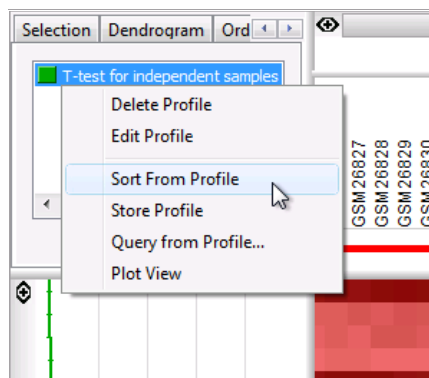 Selection Dendrogram Ord
T-test for independent samples
Delete Profile
Edit Profile
Sort From Profile
Store Profile
Query from Profile...
Plot View
GSM26827
GSM26828
GSM26829
GSM26830